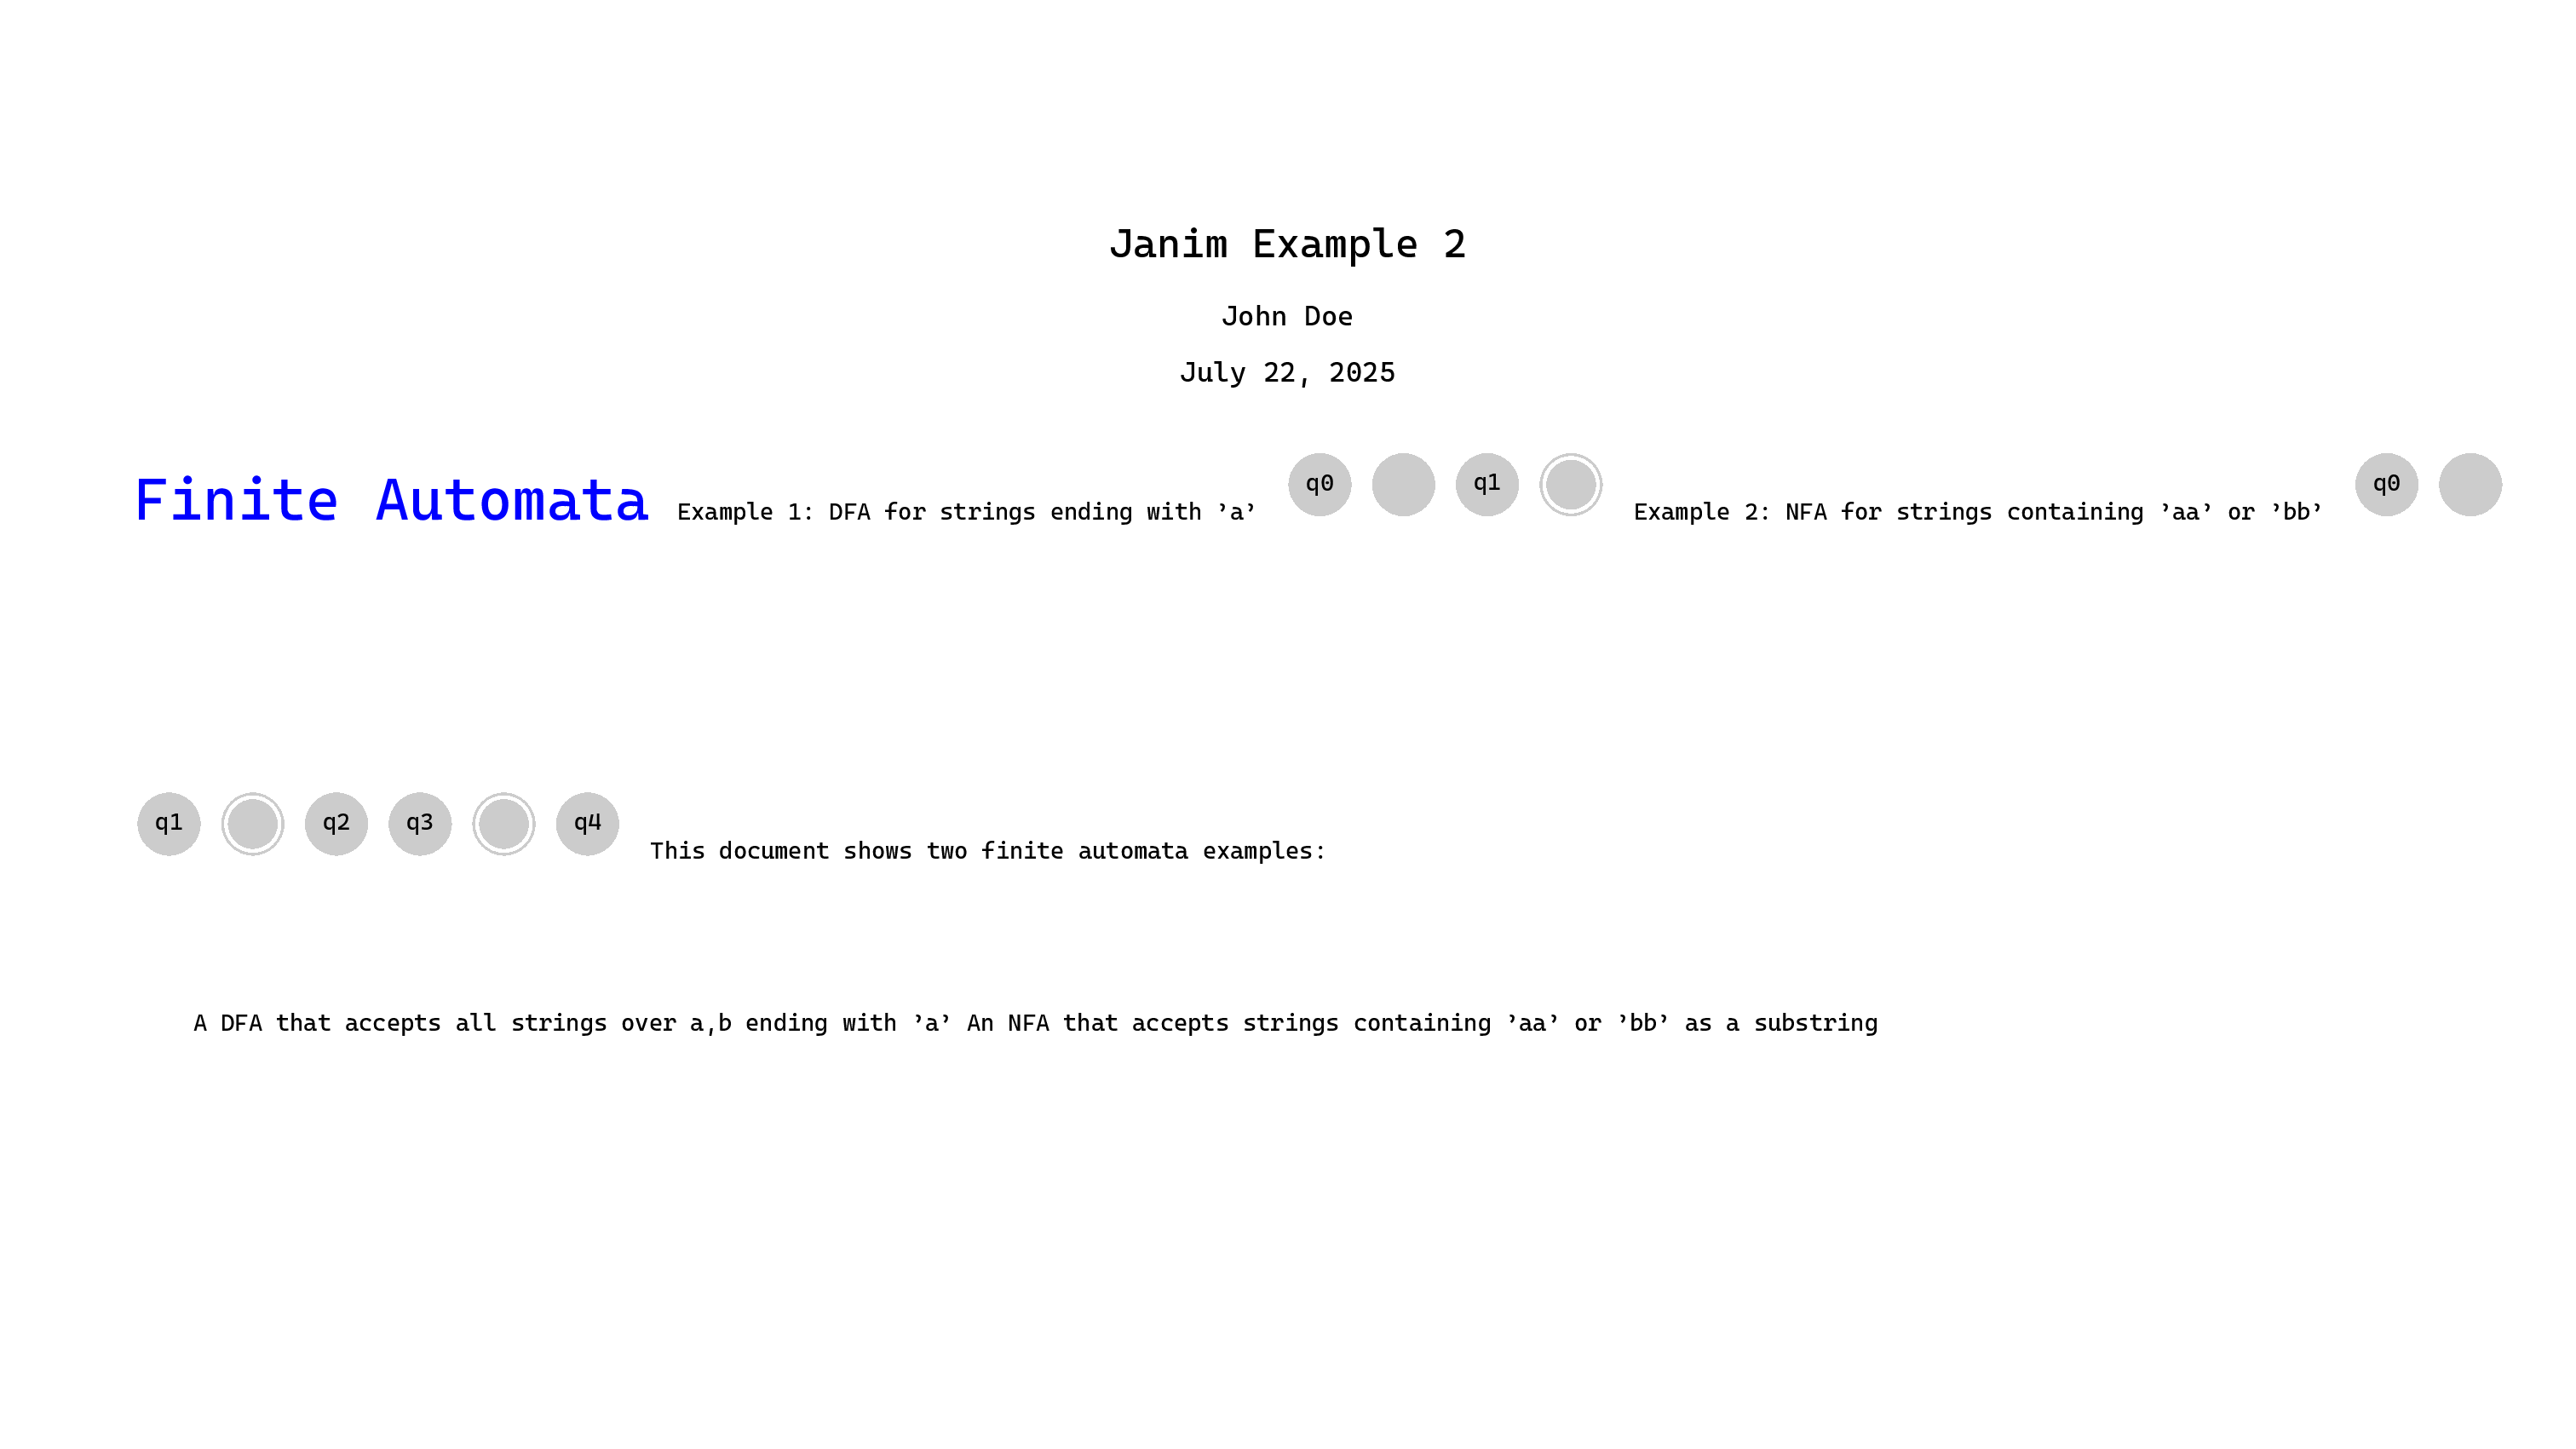 Janim Example 2
John Doe
July 22, 2025
Finite Automata Example 1: DFA for strings ending with ’a’ q0 q1 Example 2: NFA for strings containing ’aa’ or ’bb’ q0
q1 q2 q3 q4 This document shows two finite automata examples:
A DFA that accepts all strings over a,b ending with ’a’ An NFA that accepts strings containing ’aa’ or ’bb’ as a substring